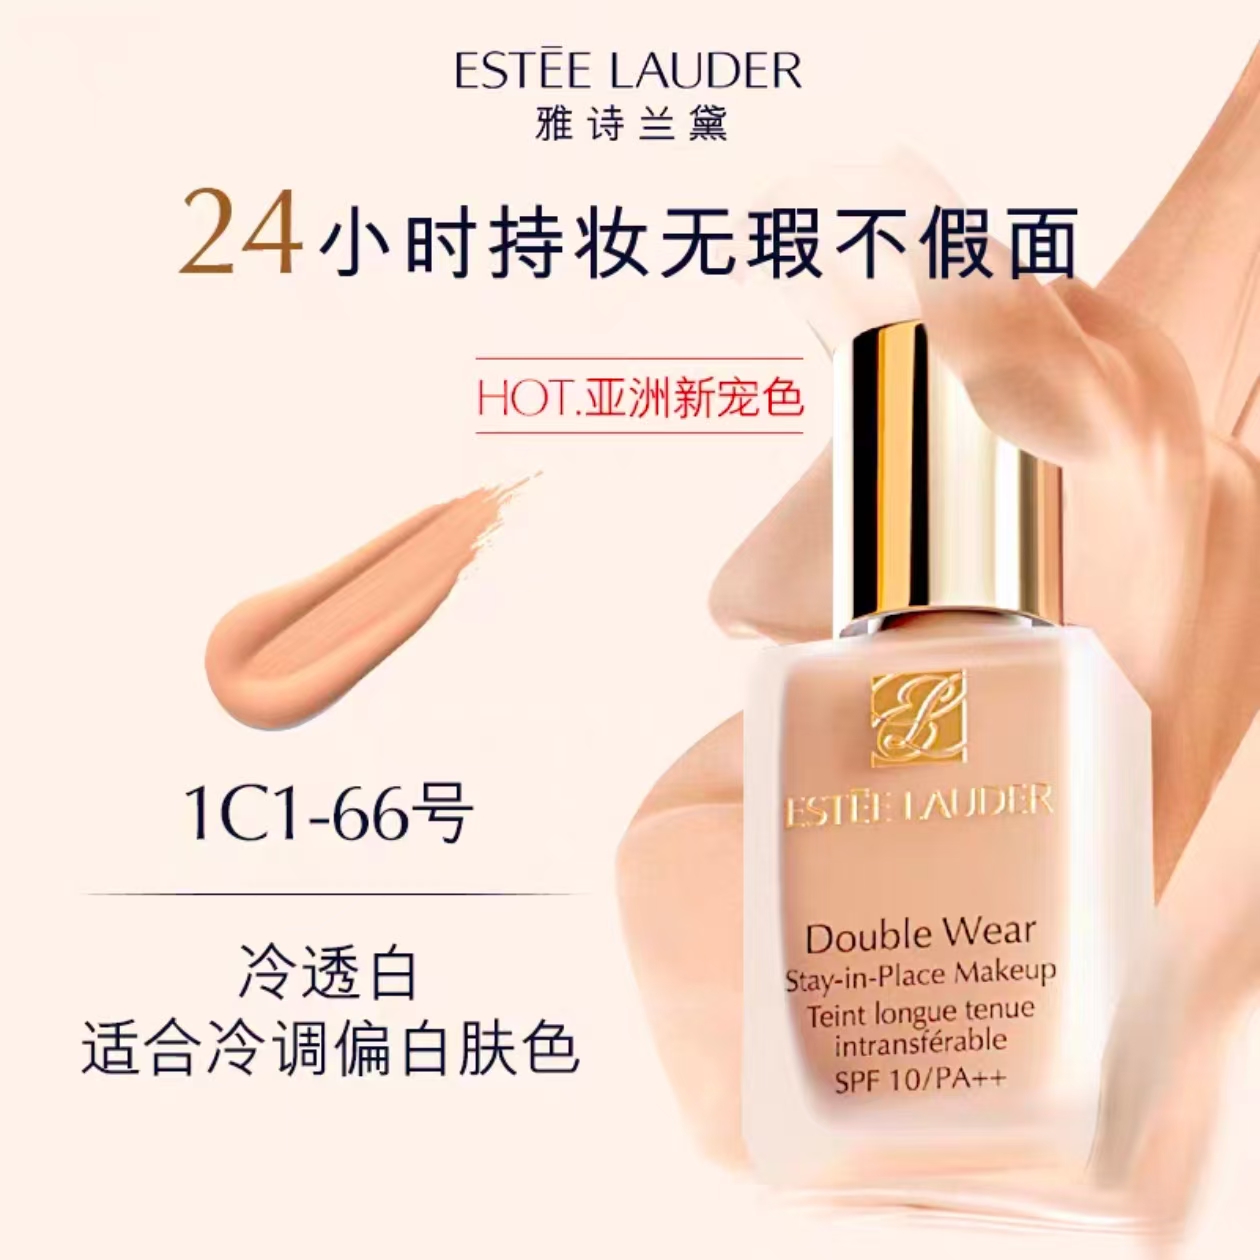 ESTĒE LAUDER
雅诗兰黛
24小时持妆无瑕不假面
HOT.亚洲新宠色
1C1-66号
冷透白
适合冷调偏白肤色
ESTĒE LAUDER
Double Wear
Stay-in-Place Makeup
Teint longue tenue
intransférable
SPF 10/PA++